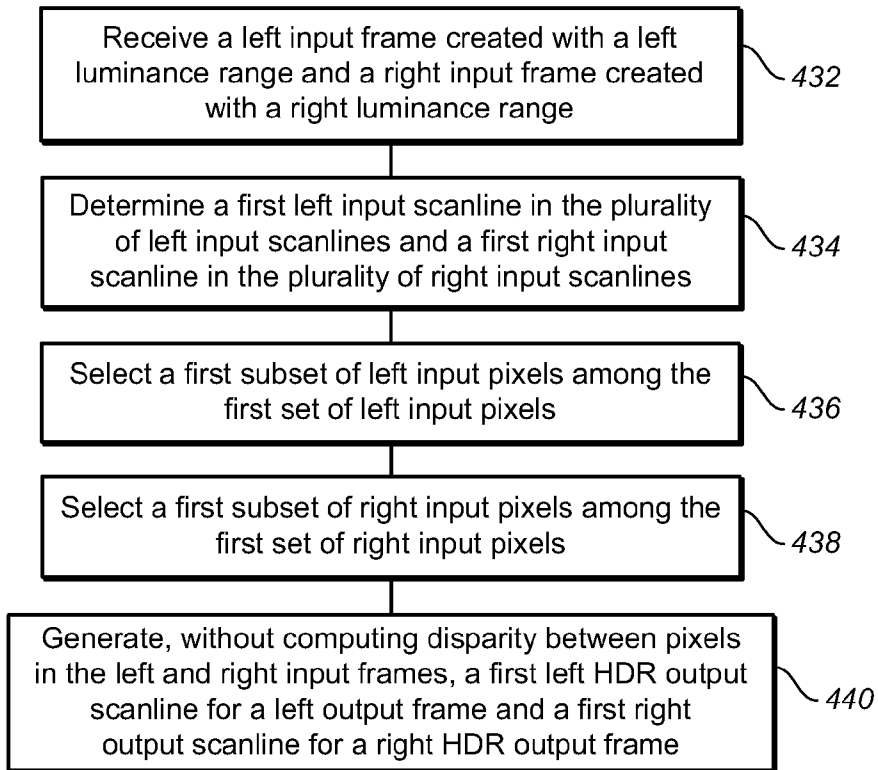 Receive a left input frame created with a left
luminance range and a right input frame created
with a right luminance range
432
Determine a first left input scanline in the plurality
of left input scanlines and a first right input
scanline in the plurality of right input scanlines
434
Select a first subset of left input pixels among the
first set of left input pixels
436
Select a first subset of right input pixels among the
first set of right input pixels
438
Generate, without computing disparity between pixels
in the left and right input frames, a first left HDR output
scanline for a left output frame and a first right
output scanline for a right HDR output frame
440